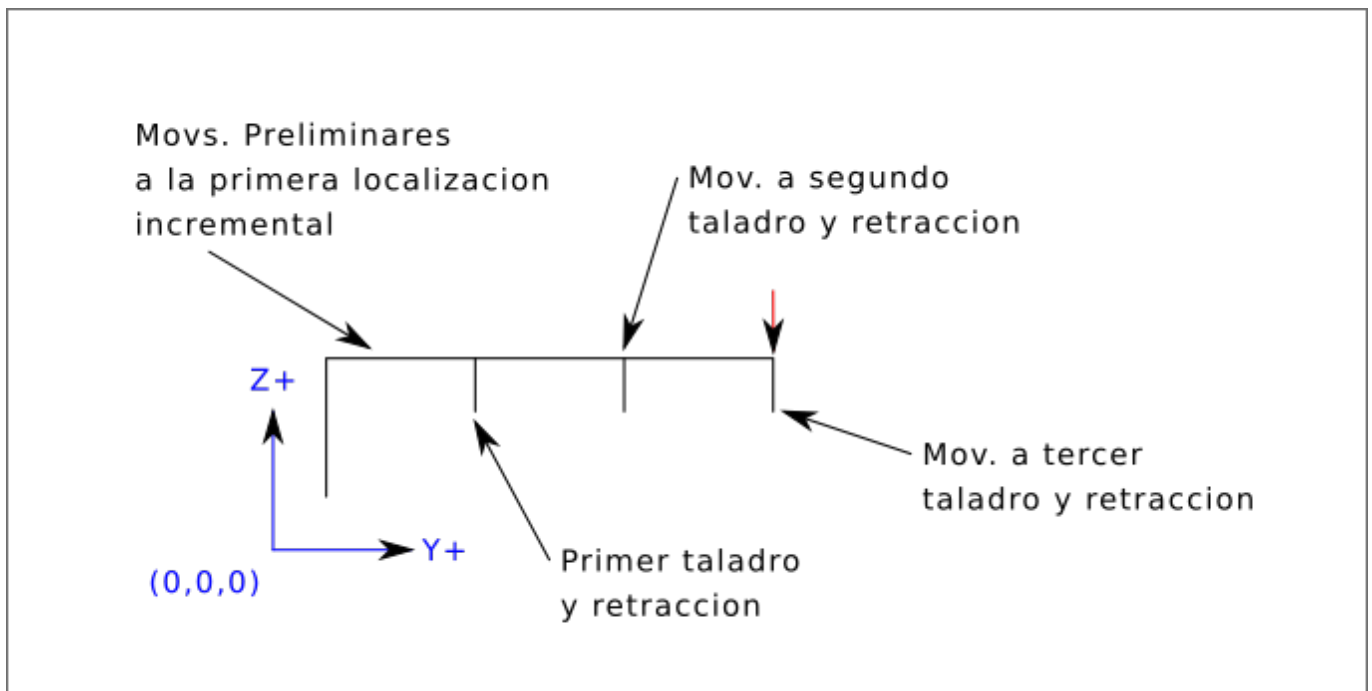 Movs. Preliminares
a la primera localizacion
incremental
Mov. a segundo
taladro y retraccion
Z+
Mov. a tercer
taladro y retraccion
Y+
(0,0,0)
Primer taladro
y retraccion